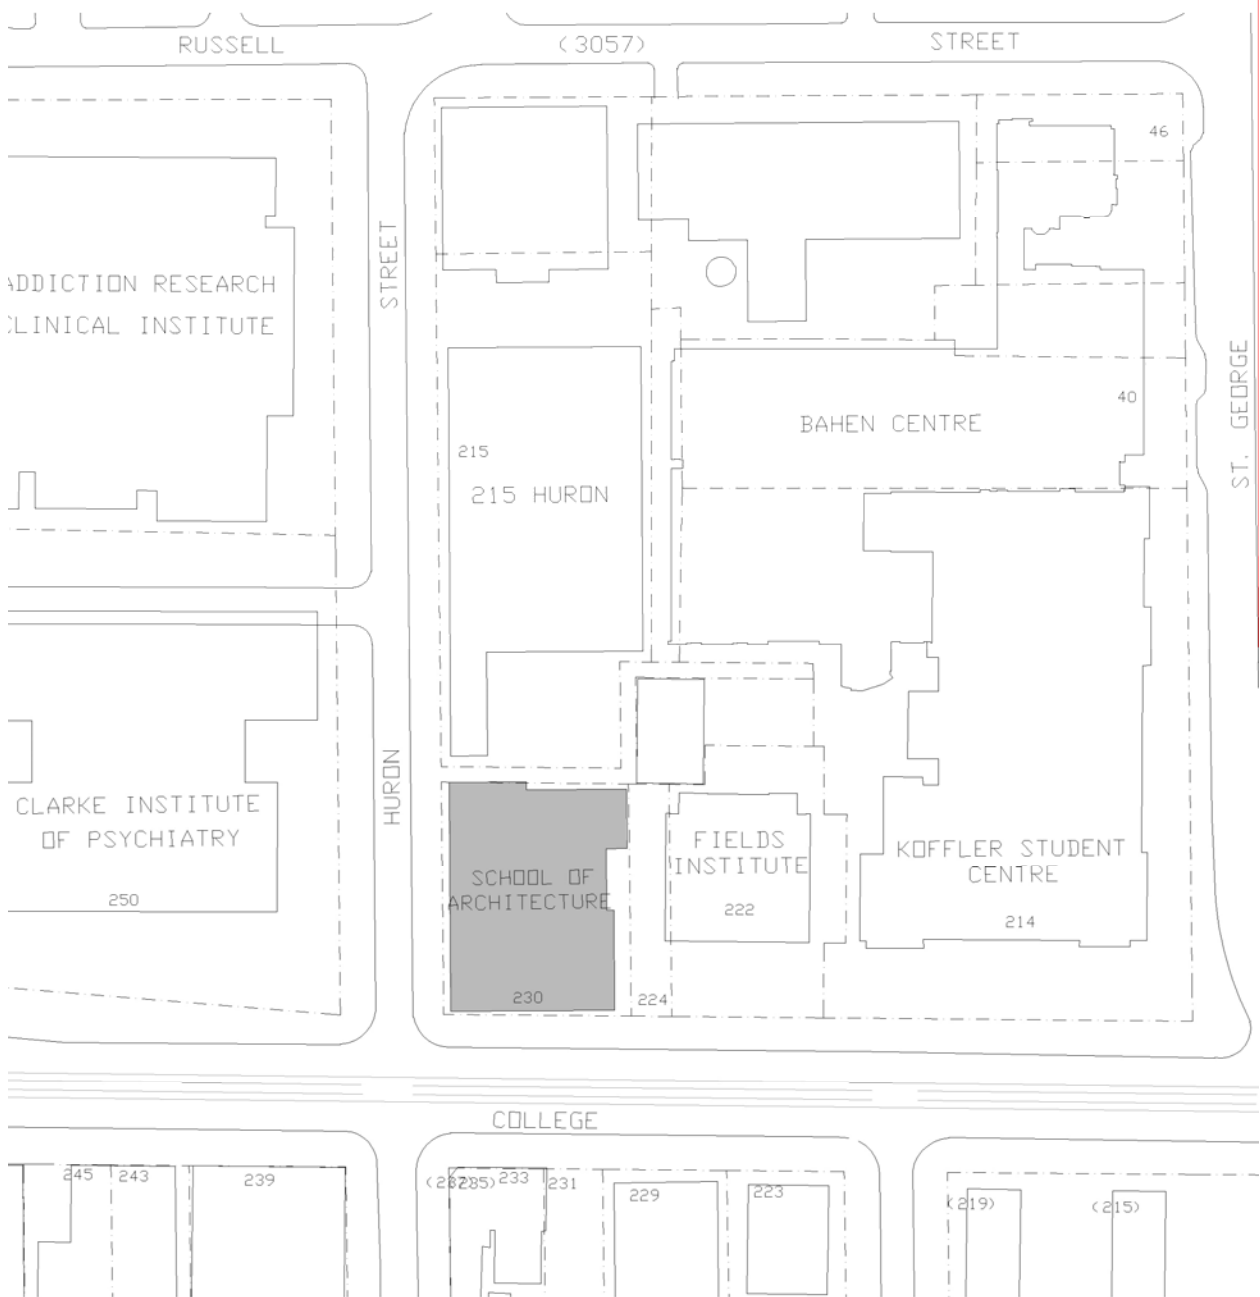 RUSSELL
(3057)
STREET
46
STREET
ADDICTION RESEARCH
CLINICAL INSTITUTE
ST. GEORGE
40
BAHEN CENTRE
215
215 HURON
HURON
CLARKE INSTITUTE
OF PSYCHIATRY
250
FIELDS
INSTITUTE
222
KOFFLER STUDENT
CENTRE
214
SCHOOL OF
ARCHITECTURE
230
224
COLLEGE
245
243
239
235)
233
231
229
223
(219)
(215)